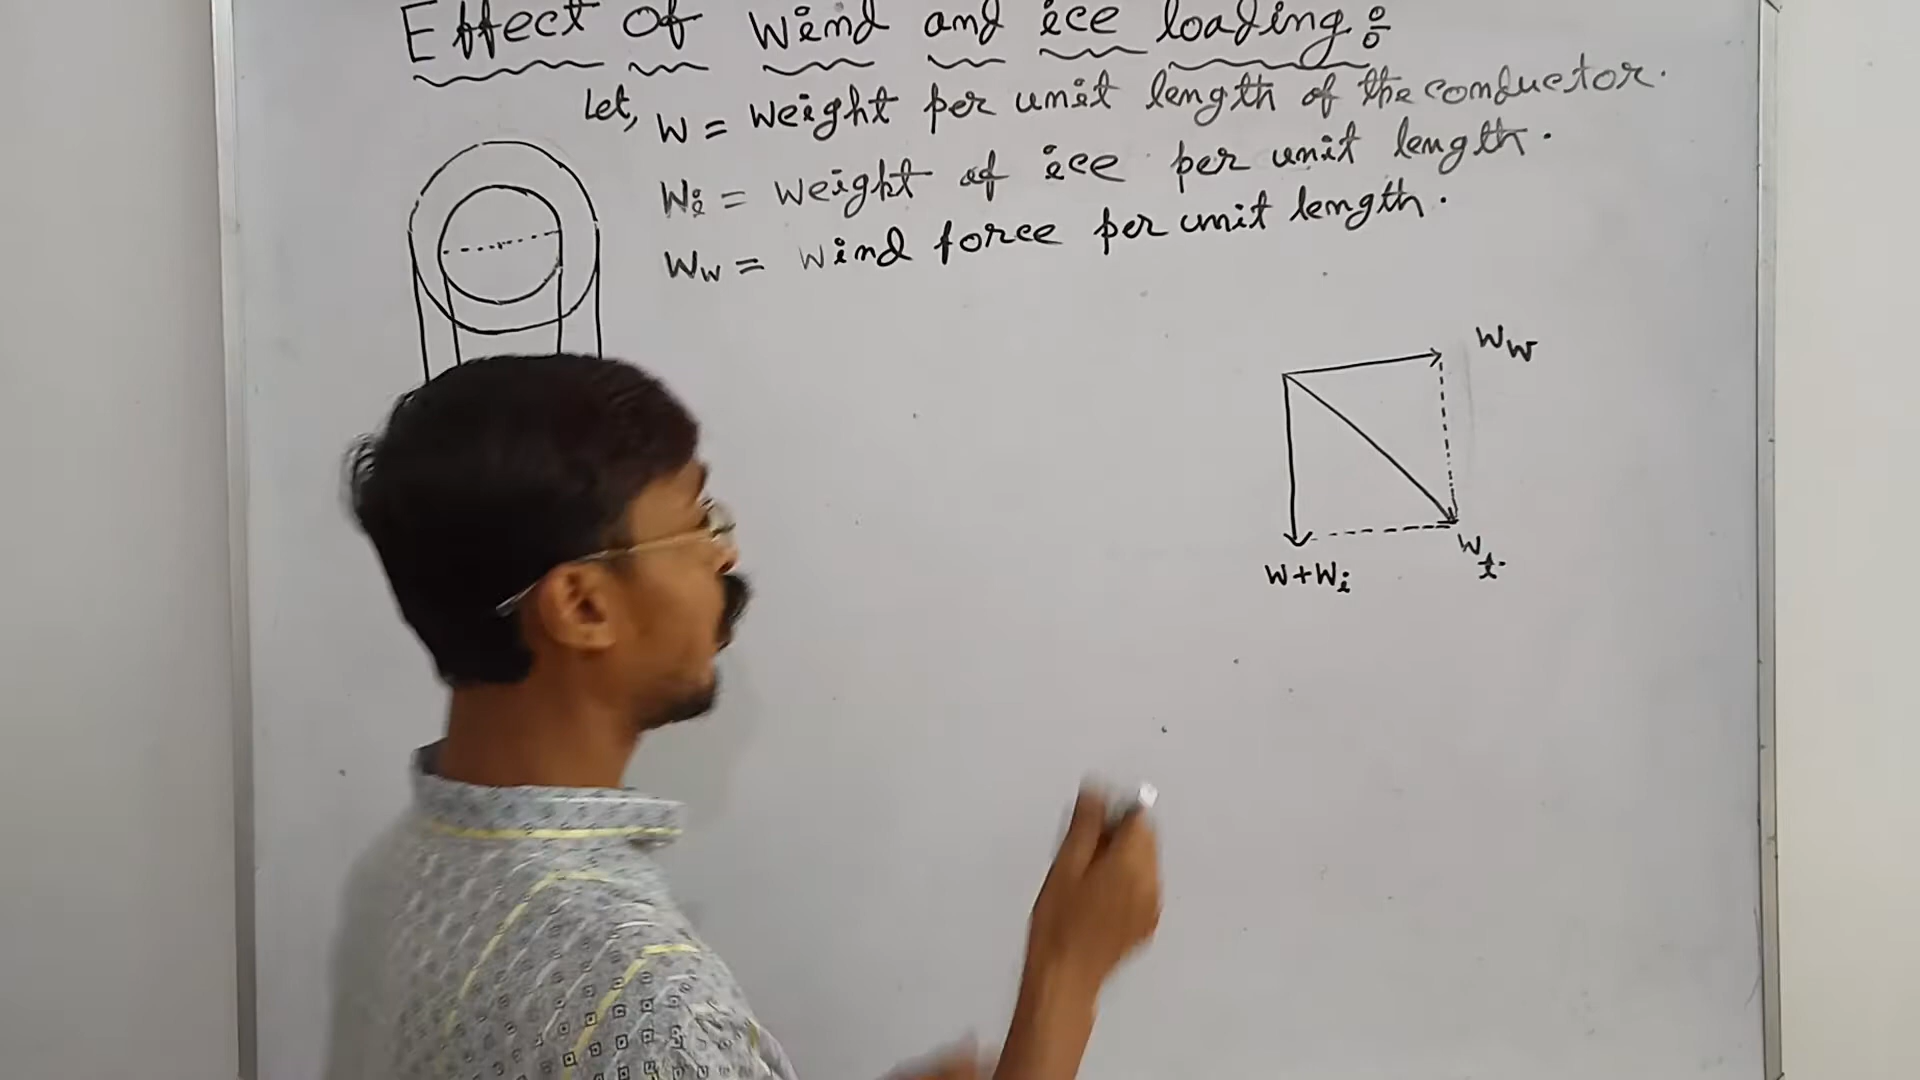 Effect of wind and ice loading :
Let, w = weight per unit length of the conductor.
wi = weight of ice per unit length.
ww = wind force per unit length.
ww
w+wi
wt.